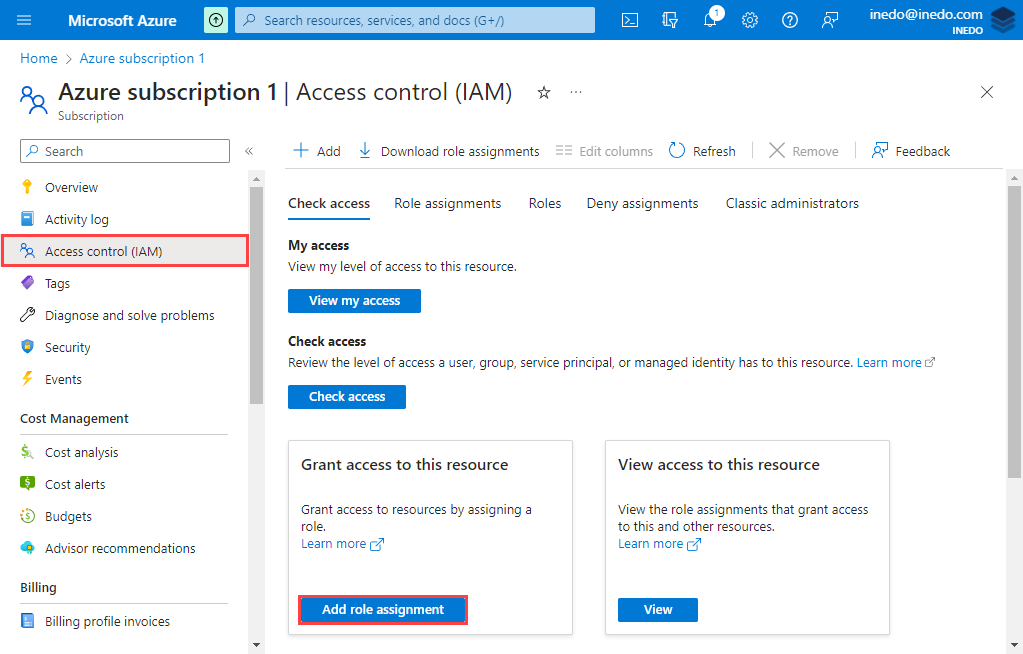 Microsoft Azure
Search resources, services, and docs (G+/)
1
inedo@inedo.com
INEDO
Home > Azure subscription 1
Azure subscription 1 | Access control (IAM)
Subscription
Search
Add
Download role assignments
Edit columns
Refresh
Remove
Feedback
Overview
Activity log
Access control (IAM)
Tags
Diagnose and solve problems
Security
Events
Cost Management
Cost analysis
Cost alerts
Budgets
Advisor recommendations
Billing
Billing profile invoices
Check access
Role assignments
Roles
Deny assignments
Classic administrators
My access
View my level of access to this resource.
View my access
Check access
Review the level of access a user, group, service principal, or managed identity has to this resource. Learn more
Check access
Grant access to this resource
Grant access to resources by assigning a
role.
Learn more
Add role assignment
View access to this resource
View the role assignments that grant access
to this and other resources.
Learn more
View